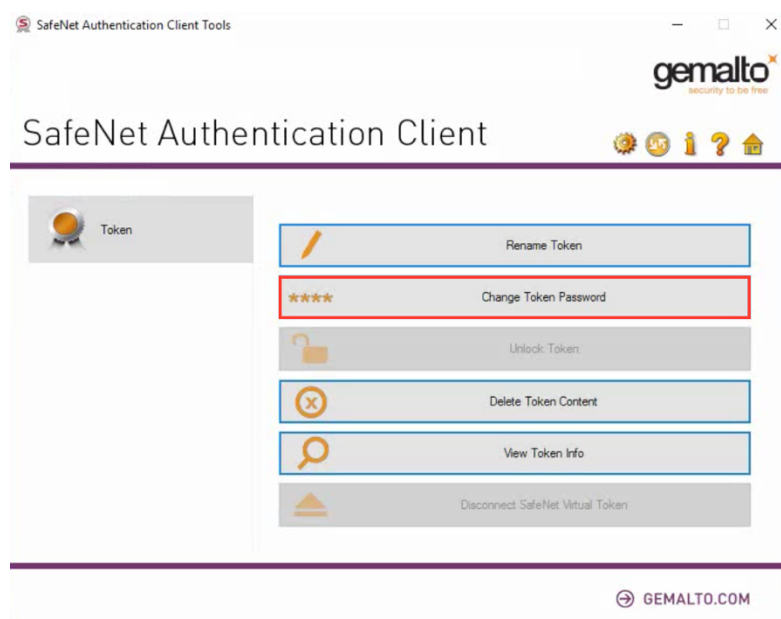 SafeNet Authentication Client Tools
gemalto
security to be free
SafeNet Authentication Client
Token
Rename Token
**** Change Token Password
Unlock Token
Delete Token Content
View Token Info
Disconnect SafeNet Virtual Token
GEMALTO.COM